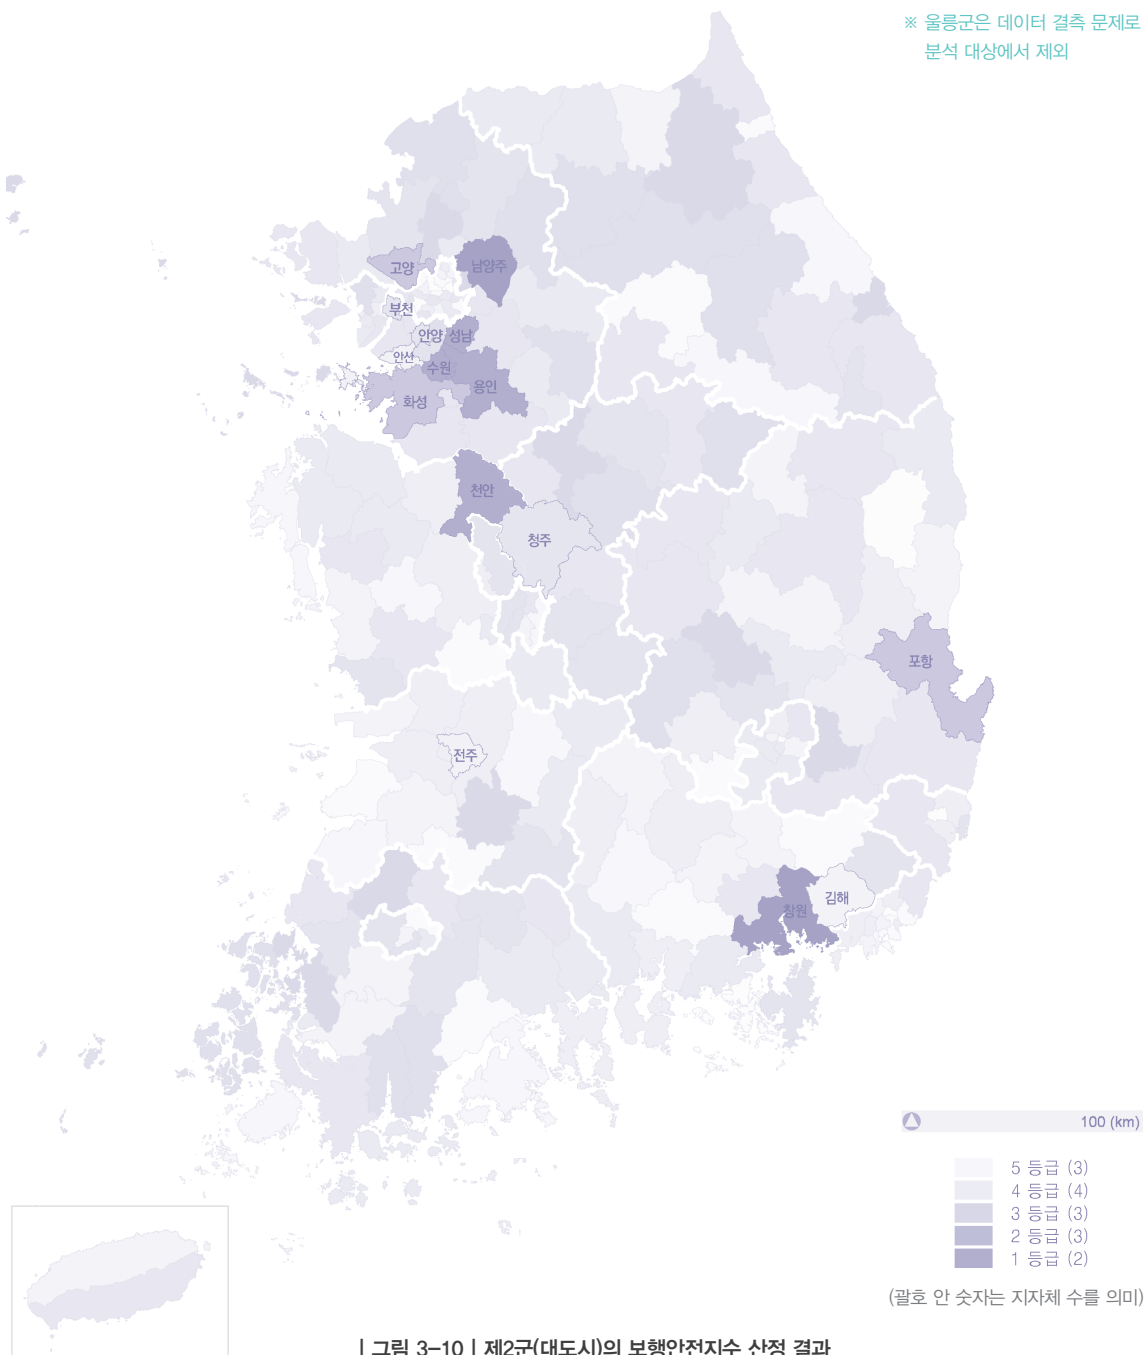 ※ 울릉군은 데이터 결측 문제로
분석 대상에서 제외
고양
남양주
부천
안양
성남
안산
수원
용인
화성
천안
청주
포항
전주
창원
김해
100 (km)
5 등급 (3)
4 등급 (4)
3 등급 (3)
2 등급 (3)
1 등급 (2)
(괄호 안 숫자는 지자체 수를 의미)
| 그림 3-10 | 제2군(대도시)의 보행안전지수 산정 결과